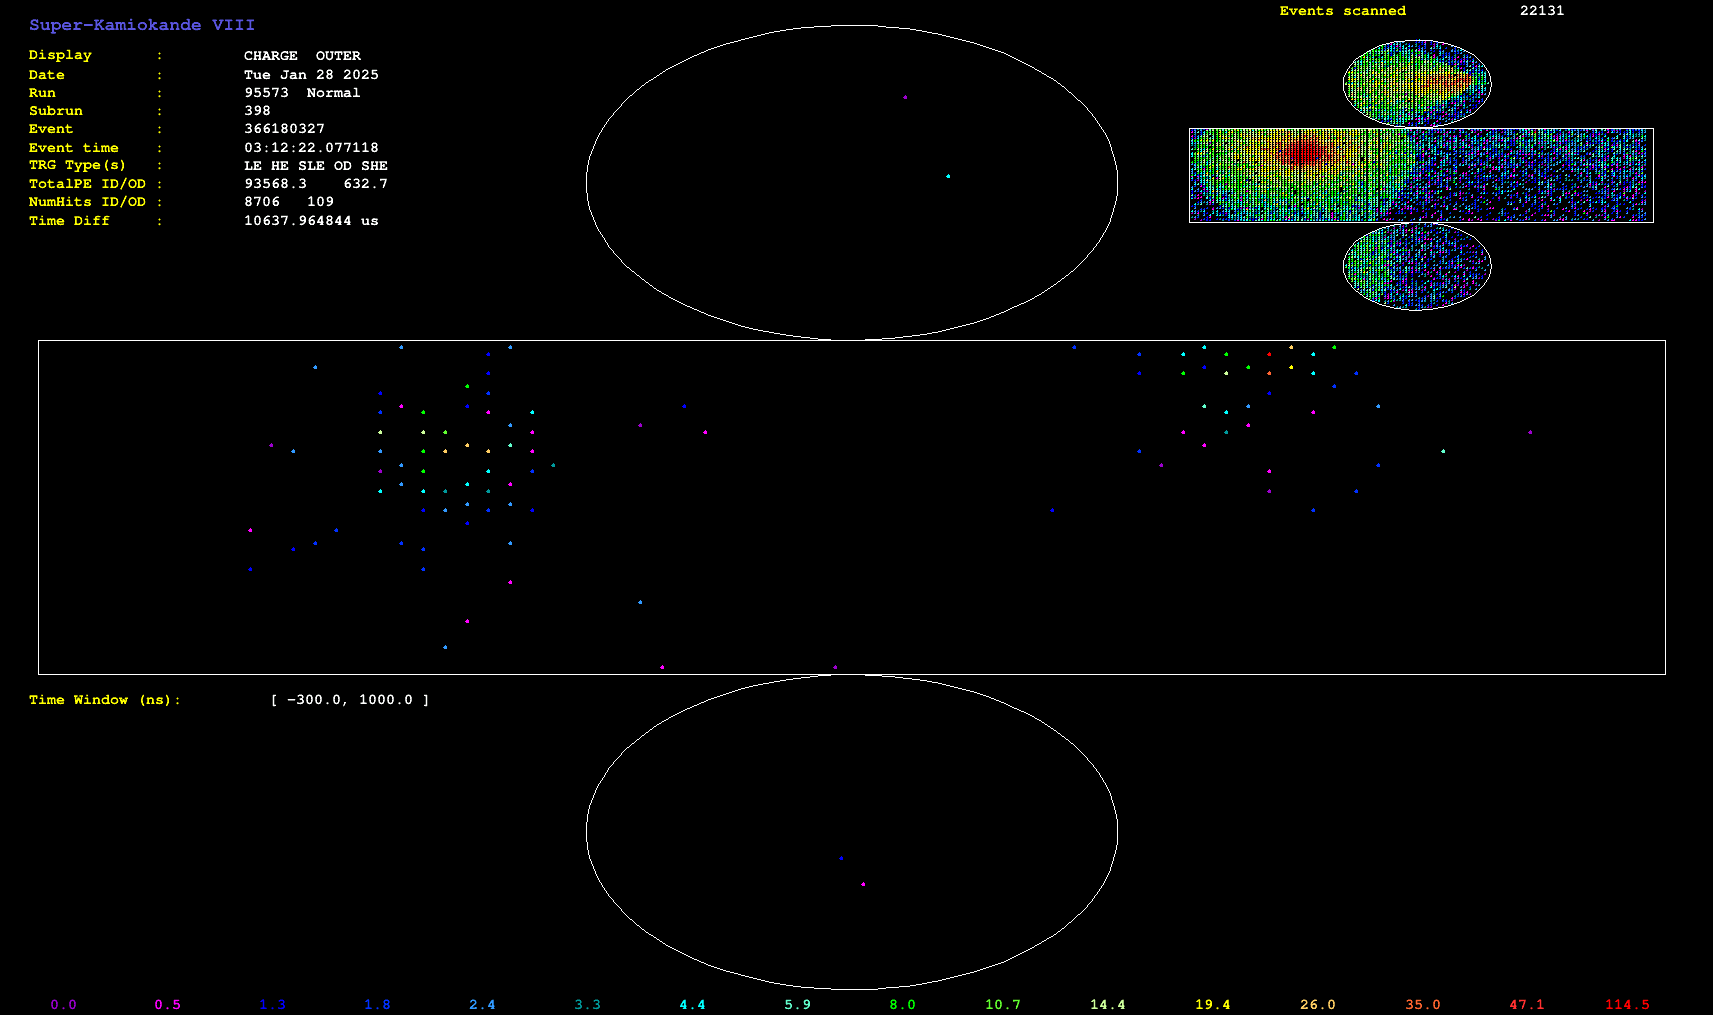 Super-Kamiokande VIII
Events scanned 22131
Display : CHARGE OUTER
Date : Tue Jan 28 2025
Run : 95573 Normal
Subrun : 398
Event : 366180327
Event time : 03:12:22.077118
TRG Type(s) : LE HE SLE OD SHE
TotalPE ID/OD : 93568.3 632.7
NumHits ID/OD : 8706 109
Time Diff : 10637.964844 us
Time Window (ns): [ -300.0, 1000.0 ]
0.0 0.5 1.3 1.8 2.4 3.3 4.4 5.9 8.0 10.7 14.4 19.4 26.0 35.0 47.1 114.5